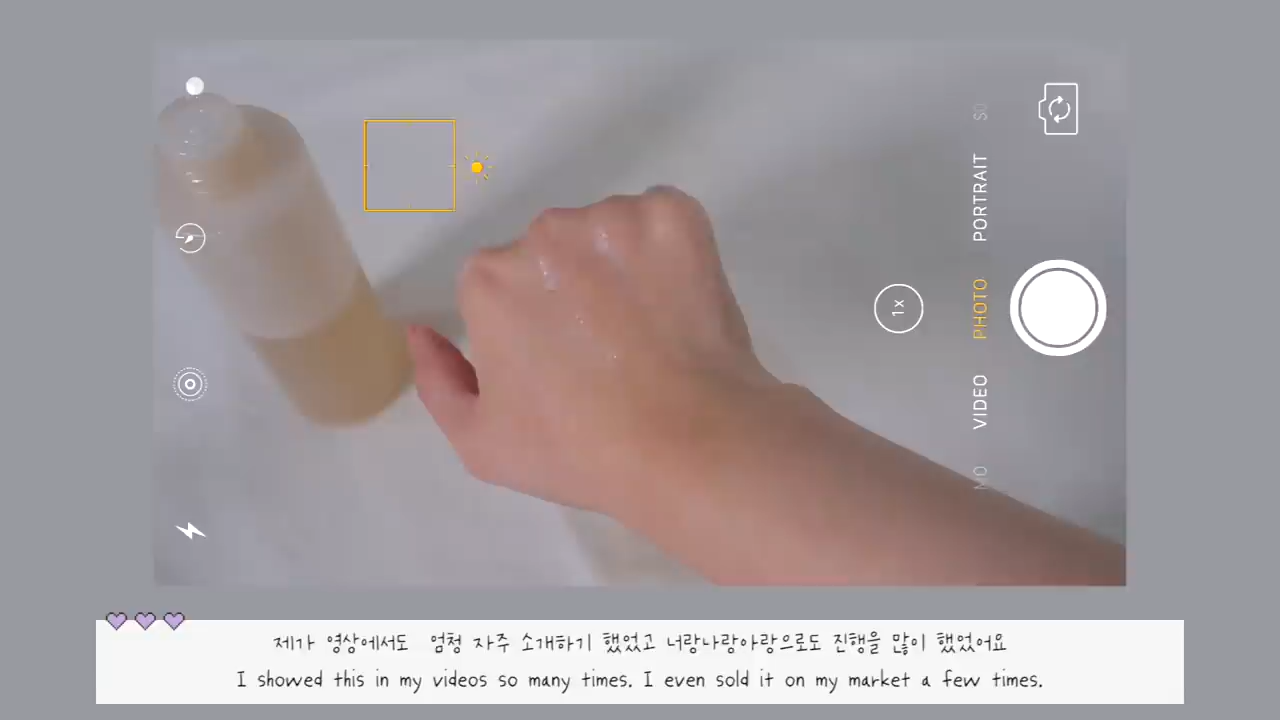 SQ
PORTRAIT
1x
PHOTO
VIDEO
제가 영상에서도 엄청 자주 소개하기 했었고 너랑나랑아랑으로도 진행을 많이 했었어요
I showed this in my videos so many times. I even sold it on my market a few times.